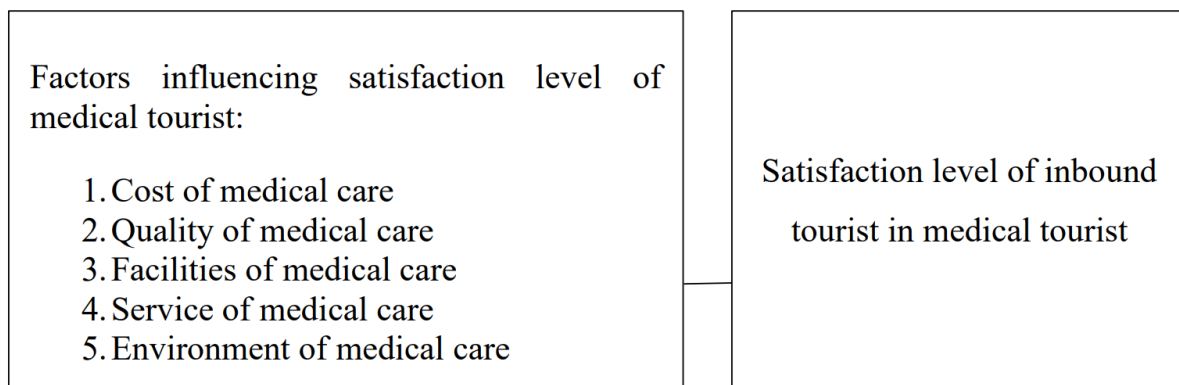 Factors influencing satisfaction level of
medical tourist:
1. Cost of medical care
2. Quality of medical care
3. Facilities of medical care
4. Service of medical care
5. Environment of medical care
Satisfaction level of inbound
tourist in medical tourist